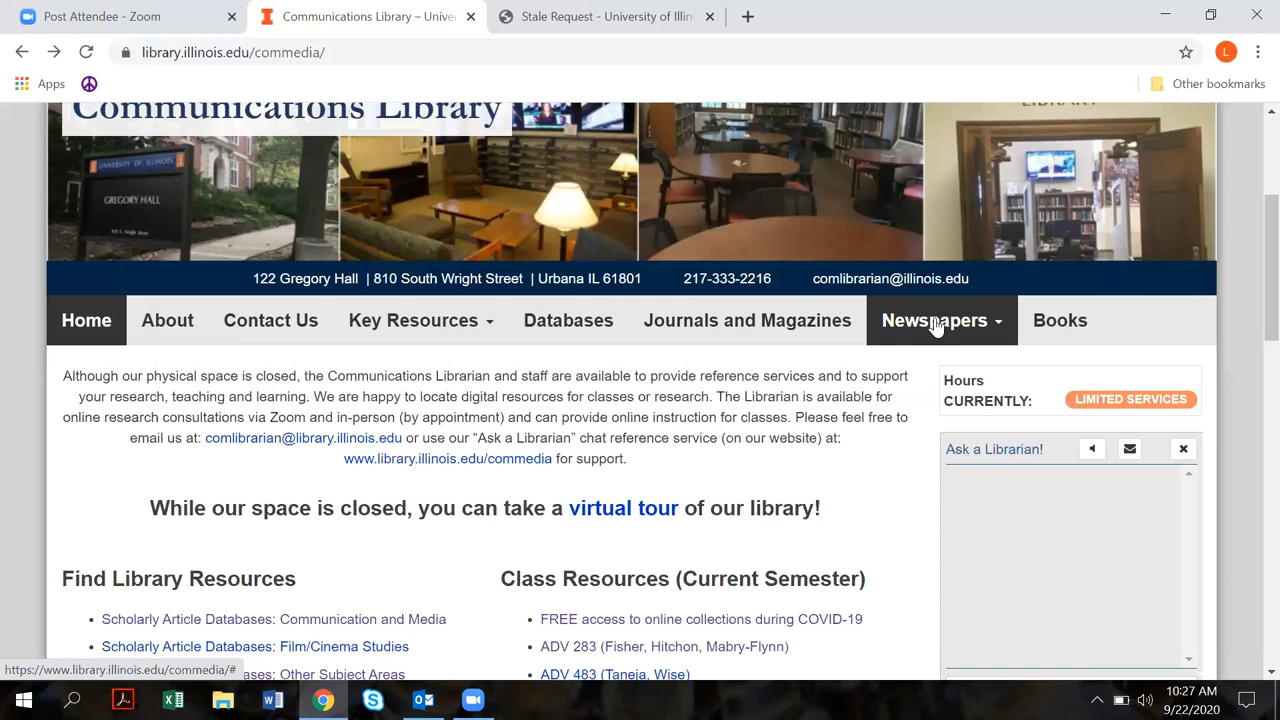 Post Attendee - Zoom
Communications Library – Univer
Stale Request - University of Illin
library.illinois.edu/commedia/
L
Apps
Other bookmarks
Communications Library
UNIVERSITY OF ILLINOIS
GREGORY HALL
LIBRARY
122 Gregory Hall | 810 South Wright Street | Urbana IL 61801 217-333-2216 comlibrarian@illinois.edu
Home About Contact Us Key Resources Databases Journals and Magazines Newspapers Books
Although our physical space is closed, the Communications Librarian and staff are available to provide reference services and to support
your research, teaching and learning. We are happy to locate digital resources for classes or research. The Librarian is available for
online research consultations via Zoom and in-person (by appointment) and can provide online instruction for classes. Please feel free to
email us at: comlibrarian@library.illinois.edu or use our “Ask a Librarian” chat reference service (on our website) at:
www.library.illinois.edu/commedia for support.
While our space is closed, you can take a virtual tour of our library!
Hours
CURRENTLY: LIMITED SERVICES
Ask a Librarian!
Find Library Resources
Scholarly Article Databases: Communication and Media
Scholarly Article Databases: Film/Cinema Studies
ases: Other Subject Areas
Class Resources (Current Semester)
FREE access to online collections during COVID-19
ADV 283 (Fisher, Hitchon, Mabry-Flynn)
ADV 483 (Taneja, Wise)
https://www.library.illinois.edu/commedia/#
10:27 AM
9/22/2020